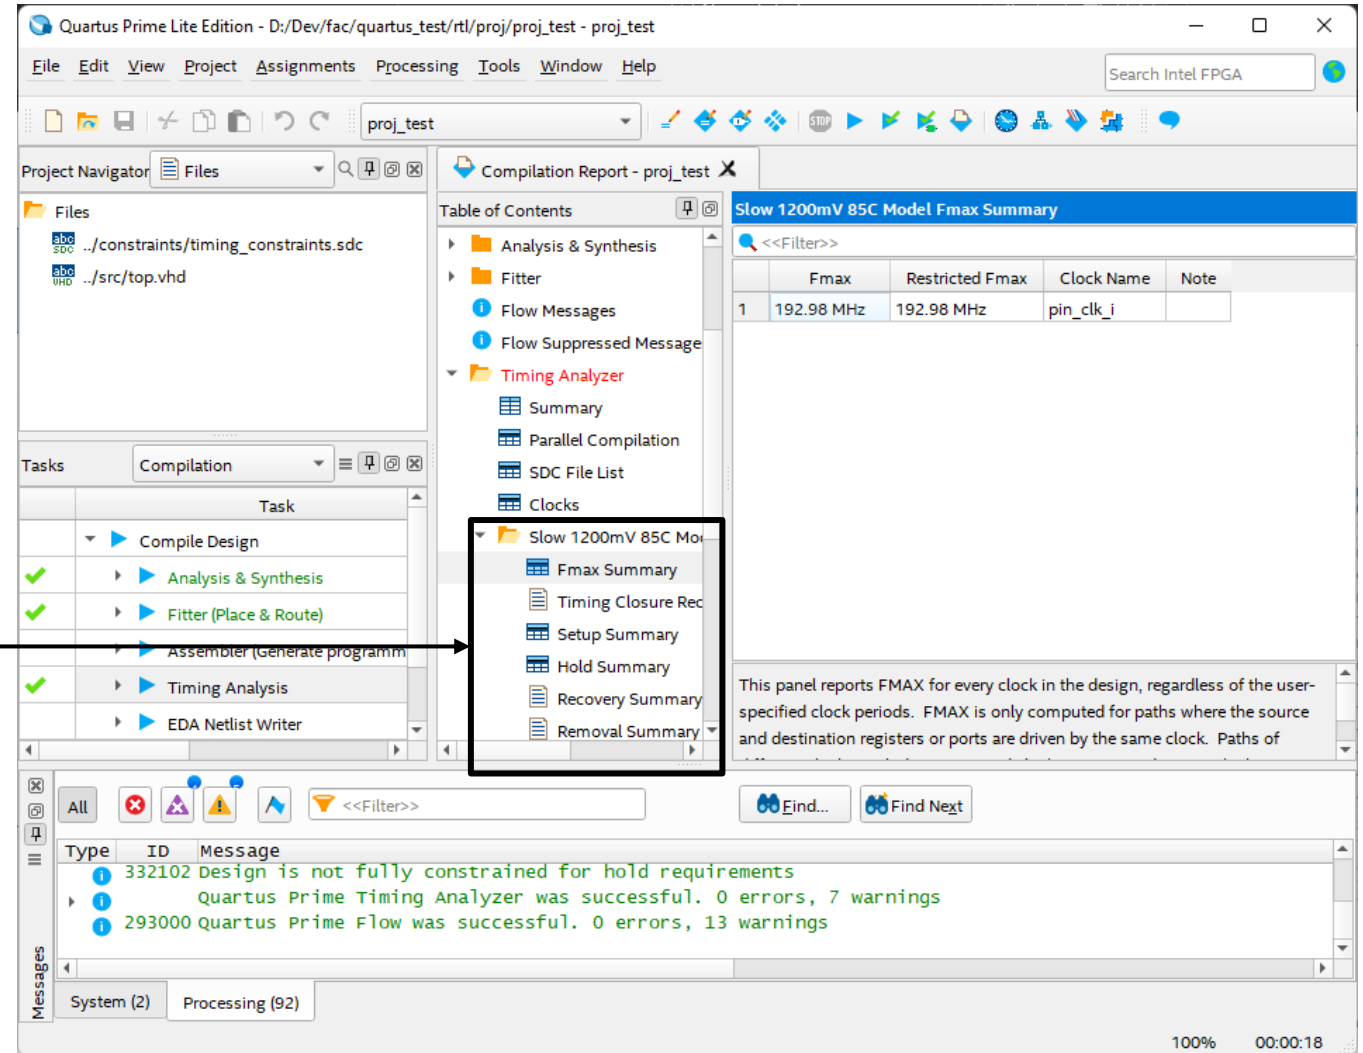 Quartus Prime Lite Edition - D:/Dev/fac/quartus_test/rtl/proj/proj_test - proj_test
File Edit View Project Assignments Processing Tools Window Help
Search Intel FPGA
proj_test
STOP
Project Navigator Files
Files
abc SDC ../constraints/timing_constraints.sdc
abc VHD ../src/top.vhd
Tasks Compilation
Task
Compile Design
Analysis & Synthesis
Fitter (Place & Route)
Assembler (Generate programm
Timing Analysis
EDA Netlist Writer
Compilation Report - proj_test
Table of Contents
Analysis & Synthesis
Fitter
Flow Messages
Flow Suppressed Message
Timing Analyzer
Summary
Parallel Compilation
SDC File List
Clocks
Slow 1200mV 85C Mo
Fmax Summary
Timing Closure Rec
Setup Summary
Hold Summary
Recovery Summary
Removal Summary
Slow 1200mV 85C Model Fmax Summary
<<Filter>>
Fmax Restricted Fmax Clock Name Note
1 192.98 MHz 192.98 MHz pin_clk_i
This panel reports FMAX for every clock in the design, regardless of the user-
specified clock periods. FMAX is only computed for paths where the source
and destination registers or ports are driven by the same clock. Paths of
All <<Filter>> Find... Find Next
Type ID Message
332102 Design is not fully constrained for hold requirements
Quartus Prime Timing Analyzer was successful. 0 errors, 7 warnings
293000 Quartus Prime Flow was successful. 0 errors, 13 warnings
Messages
System (2) Processing (92)
100% 00:00:18